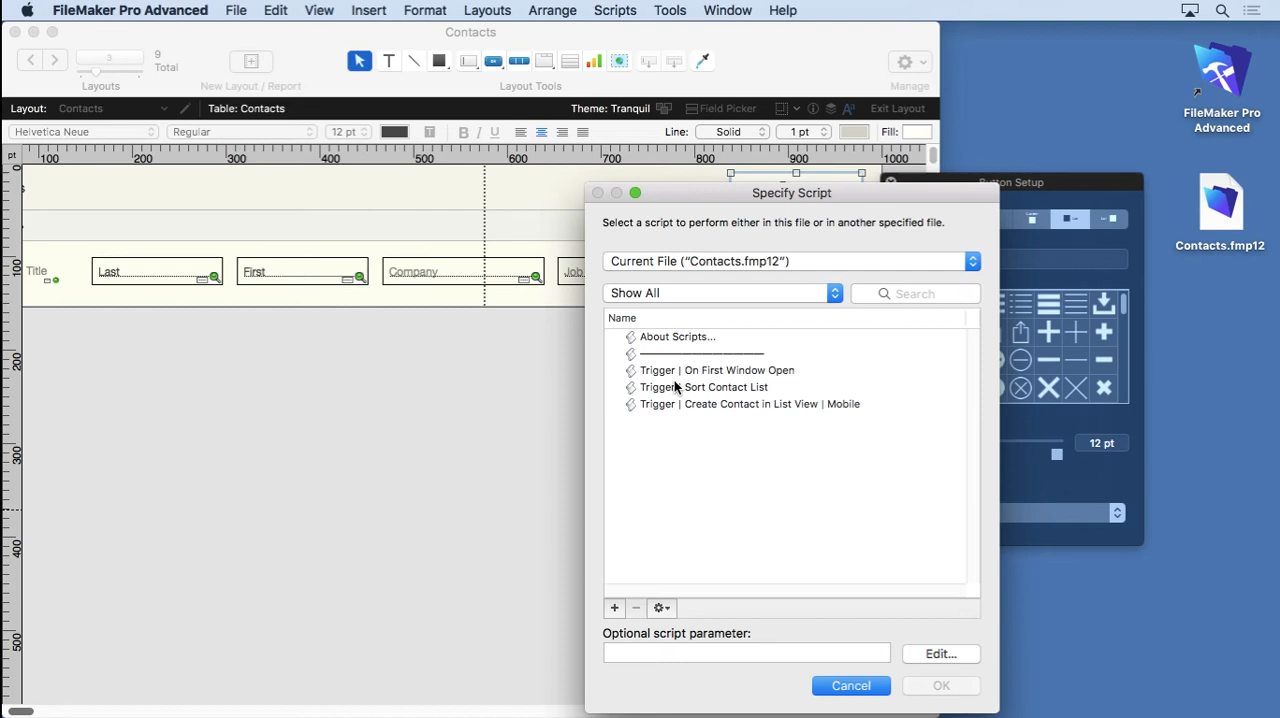 FileMaker Pro Advanced File Edit View Insert Format Layouts Arrange Scripts Tools Window Help
Contacts
3
9
Total
Layouts
New Layout / Report
T
Layout Tools
Manage
Layout: Contacts
Table: Contacts
Theme: Tranquil
Field Picker
Exit Layout
Helvetica Neue
Regular
12 pt
B I U
Line: Solid
1 pt
Fill:
pt
100 200 300 400 500 600 700 800 900 1000
0
100
200
300
400
500
s
Title
Last
First
Company
Job
Button Setup
12 pt
Specify Script
Select a script to perform either in this file or in another specified file.
Current File (“Contacts.fmp12”)
Show All
Search
Name
About Scripts...
Trigger | On First Window Open
Trigger | Sort Contact List
Trigger | Create Contact in List View | Mobile
Optional script parameter:
Edit...
Cancel
OK
FileMaker Pro
Advanced
Contacts.fmp12